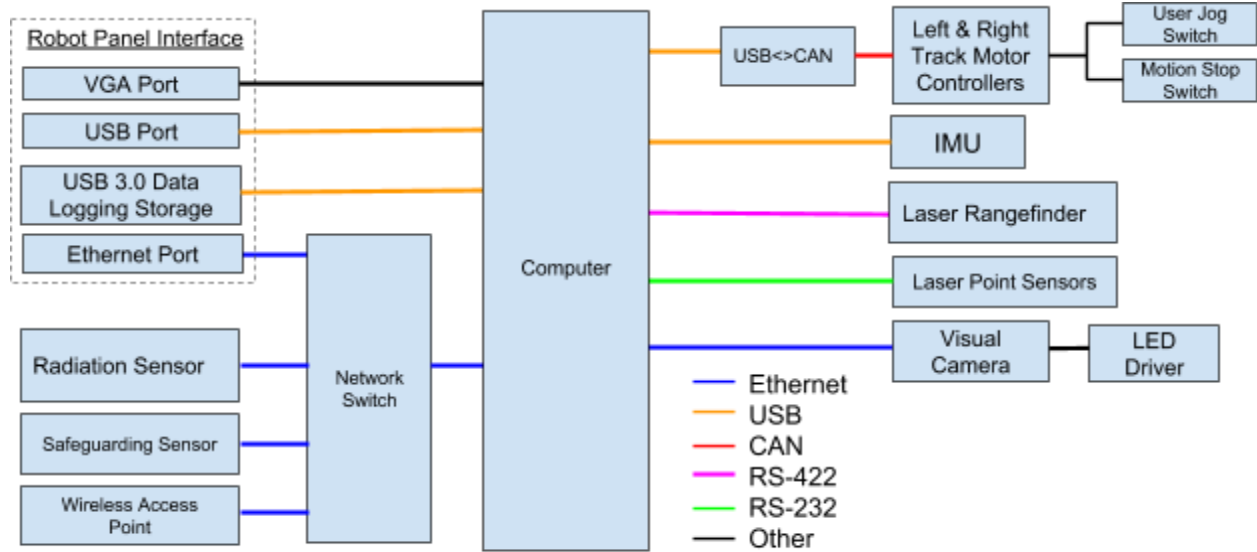 Robot Panel Interface
VGA Port
USB Port
USB 3.0 Data
Logging Storage
Ethernet Port
Radiation Sensor
Safeguarding Sensor
Wireless Access
Point
Network
Switch
Computer
USB<>CAN
Left & Right
Track Motor
Controllers
User Jog
Switch
Motion Stop
Switch
IMU
Laser Rangefinder
Laser Point Sensors
Visual
Camera
LED
Driver
Ethernet
USB
CAN
RS-422
RS-232
Other